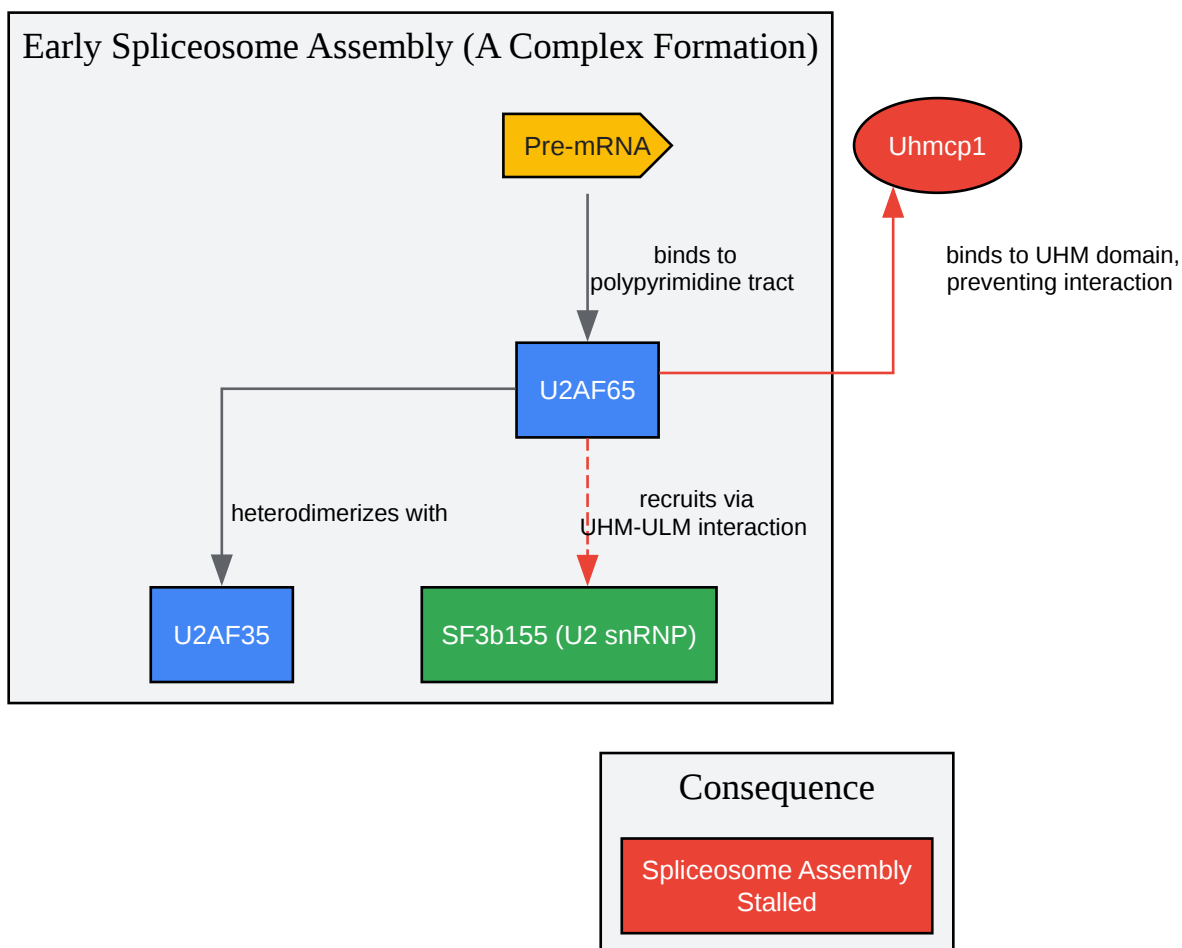 Early Spliceosome Assembly (A Complex Formation)
Pre-mRNA
Uhmcp1
binds to
polypyrimidine tract
binds to UHM domain,
preventing interaction
U2AF65
heterodimerizes with
recruits via
UHM-ULM interaction
U2AF35
SF3b155 (U2 snRNP)
Consequence
Spliceosome Assembly
Stalled